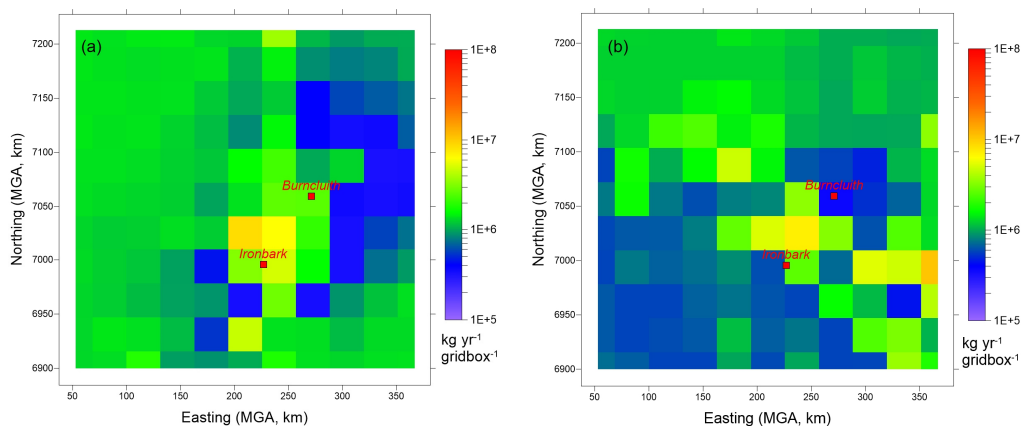 (a)
7200
7150
7100
7050
7000
6950
6900
Northing (MGA, km)
50 100 150 200 250 300 350
Easting (MGA, km)
Burncluith
Ironbark
1E+8
1E+7
1E+6
1E+5
kg yr⁻¹
gridbox⁻¹
(b)
7200
7150
7100
7050
7000
6950
6900
Northing (MGA, km)
50 100 150 200 250 300 350
Easting (MGA, km)
Burncluith
Ironbark
1E+8
1E+7
1E+6
1E+5
kg yr⁻¹
gridbox⁻¹